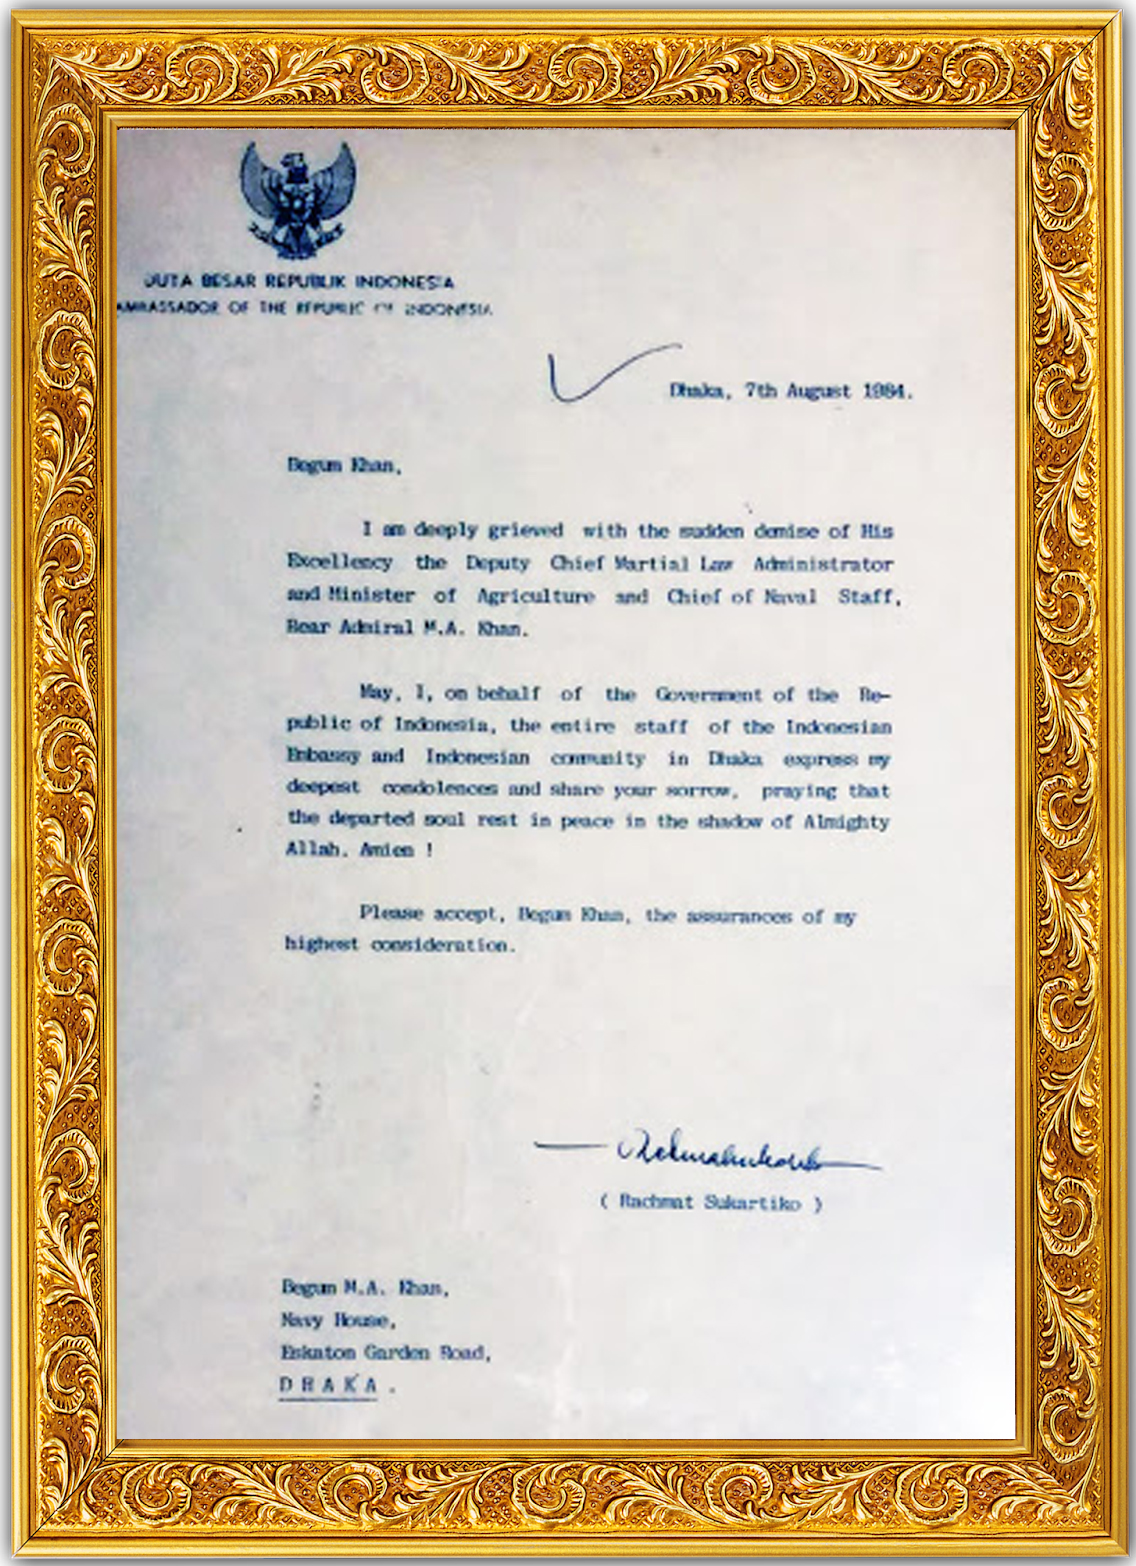 DUTA BESAR REPUBLIK INDONESIA
AMBASSADOR OF THE REPUBLIC OF INDONESIA
Dhaka, 7th August 1984.
Begum Khan,
I am deeply grieved with the sudden demise of His
Excellency the Deputy Chief Martial Law Administrator
and Minister of Agriculture and Chief of Naval Staff,
Rear Admiral M.A. Khan.
May, I, on behalf of the Government of the Re-
public of Indonesia, the entire staff of the Indonesian
Embassy and Indonesian community in Dhaka express my
deepest condolences and share your sorrow, praying that
the departed soul rest in peace in the shadow of Almighty
Allah. Amien !
Please accept, Begum Khan, the assurances of my
highest consideration.
( Rachmat Sukartiko )
Begum M.A. Khan,
Navy House,
Eskaton Garden Road,
D H A K A .